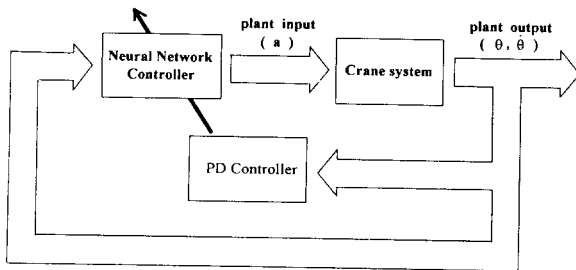 plant input
( a )
plant output
( θ, θ̇ )
Neural Network
Controller
Crane system
PD Controller